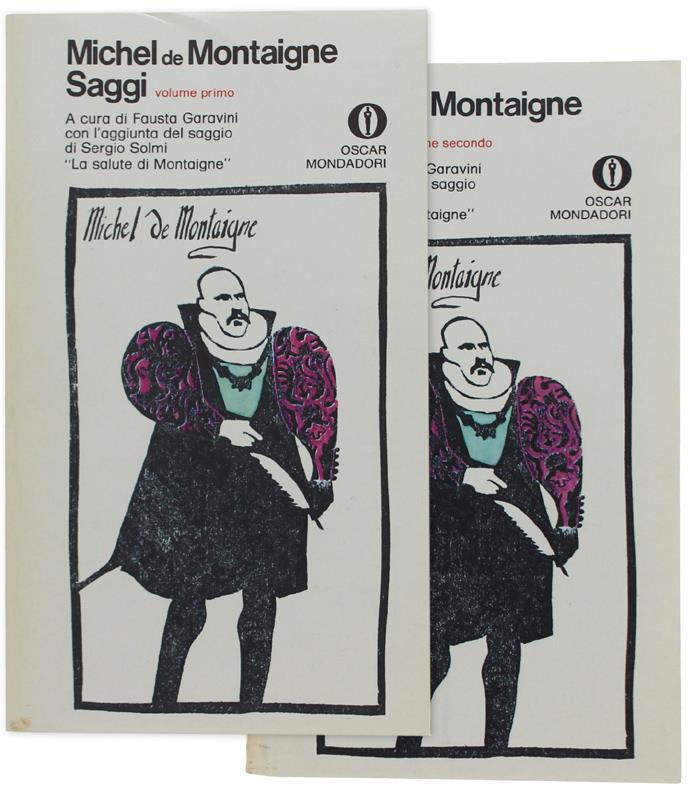 Michel de Montaigne
Saggi volume primo
A cura di Fausta Garavini
con l'aggiunta del saggio
di Sergio Solmi
"La salute di Montaigne"
OSCAR
MONDADORI
Michel de Montaigne
Montaigne
secondo
Garavini
saggio
taigne"
OSCAR
MONDADORI
Montaigne